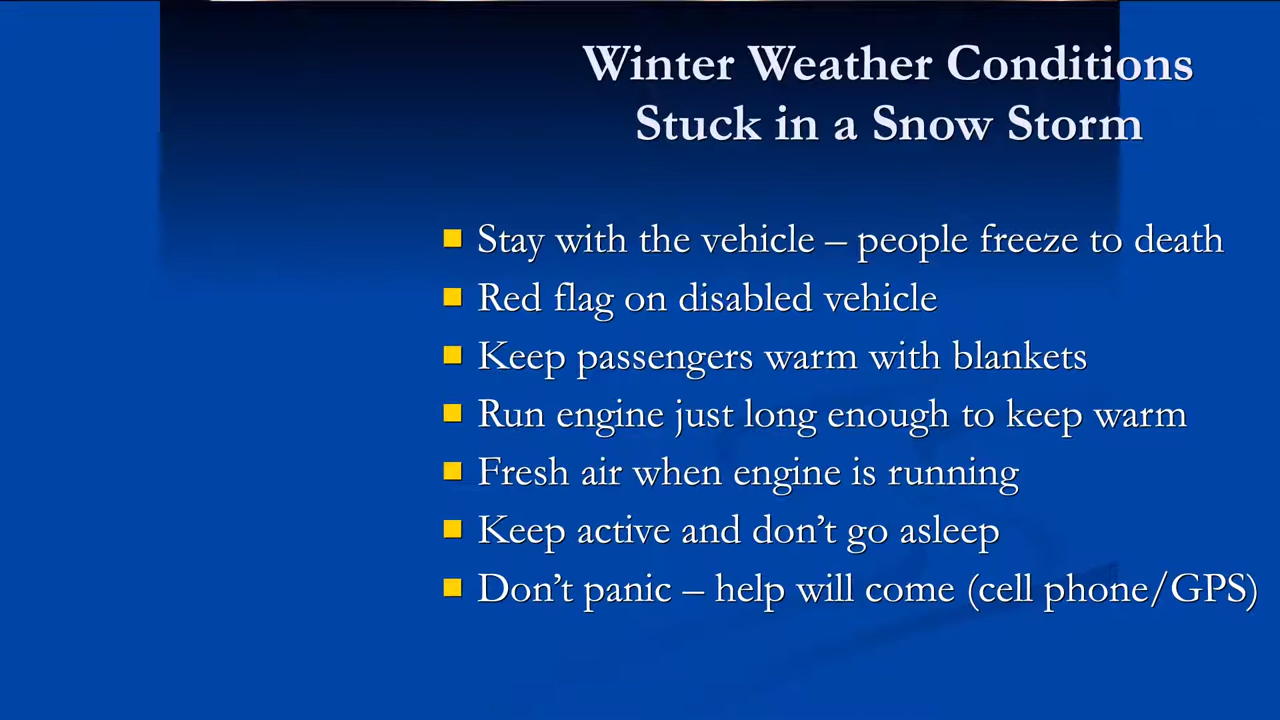 Winter Weather Conditions
Stuck in a Snow Storm
Stay with the vehicle – people freeze to death
Red flag on disabled vehicle
Keep passengers warm with blankets
Run engine just long enough to keep warm
Fresh air when engine is running
Keep active and don’t go asleep
Don’t panic – help will come (cell phone/GPS)